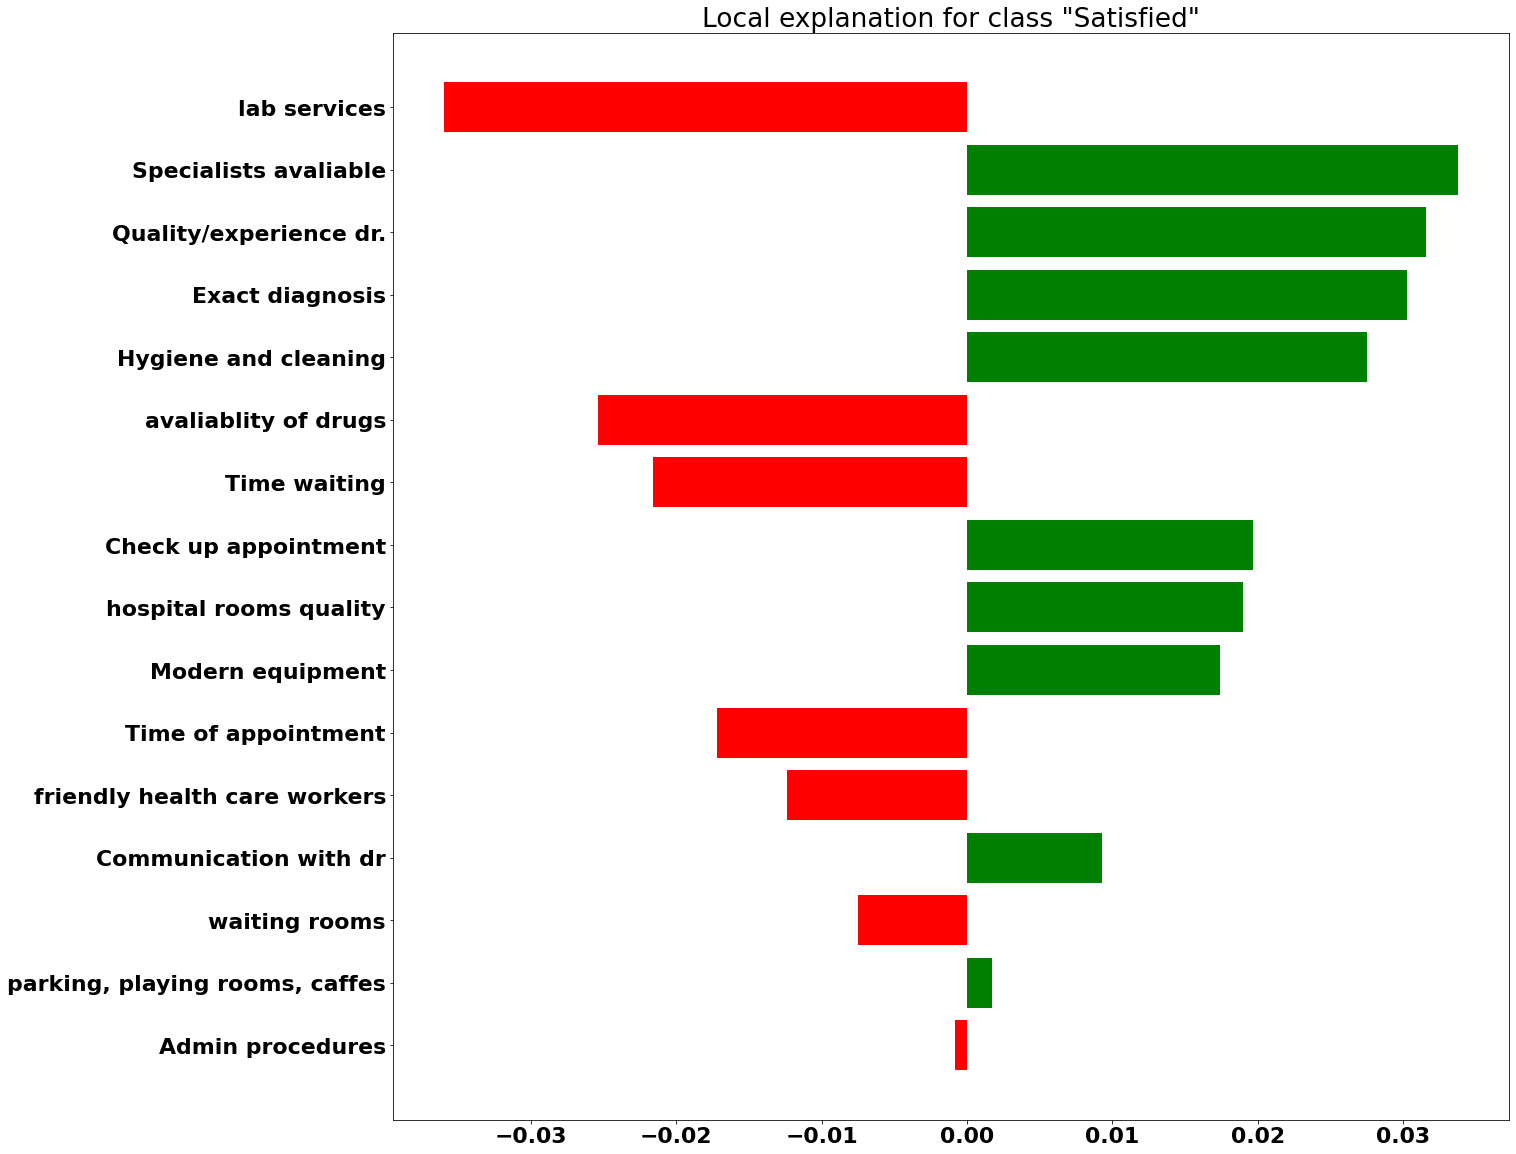 Local explanation for class "Satisfied"
lab services
Specialists avaliable
Quality/experience dr.
Exact diagnosis
Hygiene and cleaning
avaliablity of drugs
Time waiting
Check up appointment
hospital rooms quality
Modern equipment
Time of appointment
friendly health care workers
Communication with dr
waiting rooms
parking, playing rooms, caffes
Admin procedures
−0.03 −0.02 −0.01 0.00 0.01 0.02 0.03